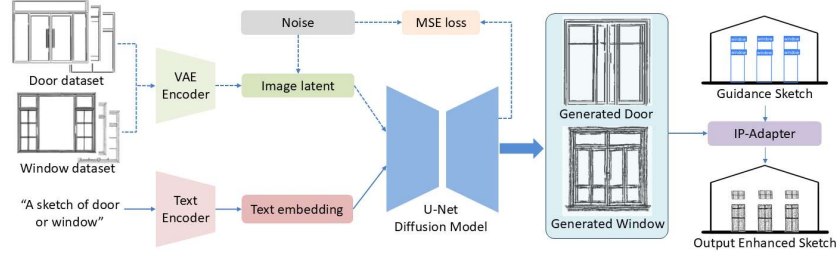 Door dataset
Window dataset
"A sketch of door
or window"
VAE
Encoder
Text
Encoder
Noise
Image latent
Text embedding
MSE loss
U-Net
Diffusion Model
Generated Door
Generated Window
Guidance Sketch
IP-Adapter
Output Enhanced Sketch